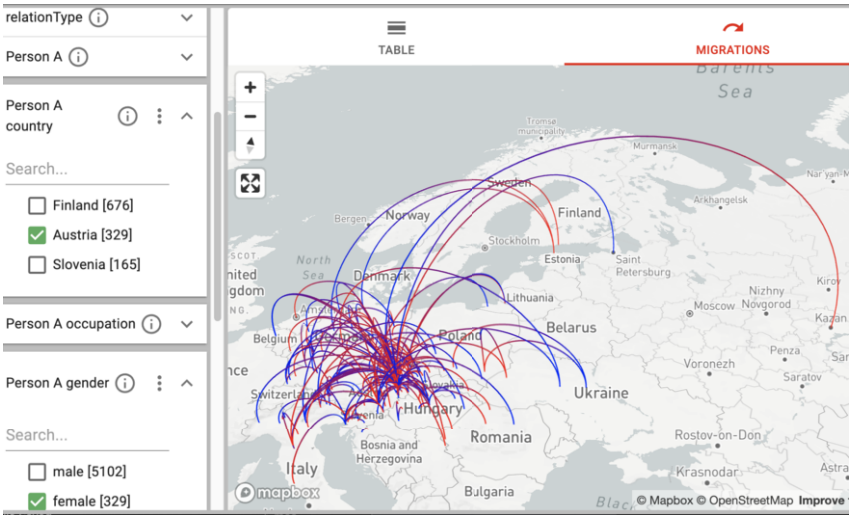 relationType
Person A
Person A
country
Search...
Finland [676]
Austria [329]
Slovenia [165]
Person A occupation
Person A gender
Search...
male [5102]
female [329]
TABLE
MIGRATIONS
Barents
Sea
Tromsø
municipality
Murmansk
Nar'yan-M
Arkhangelsk
Sweden
Finland
Bergen
Norway
Stockholm
Estonia
Saint
Petersburg
SCOT
North
Sea
nited
gdom
NG.
Denmark
Lithuania
Nizhny
Novgorod
Kirov
Moscow
Kazan
Belgium
Poland
Belarus
Penza
Sar
Saratov
Voronezh
nce
Switzerland
Slovakia
Ukraine
Hungary
Slovenia
Romania
Rostov-on-Don
Bosnia and
Herzegovina
Italy
Krasnodar
Astra
Bulgaria
mapbox
Black
© Mapbox © OpenStreetMap Improve